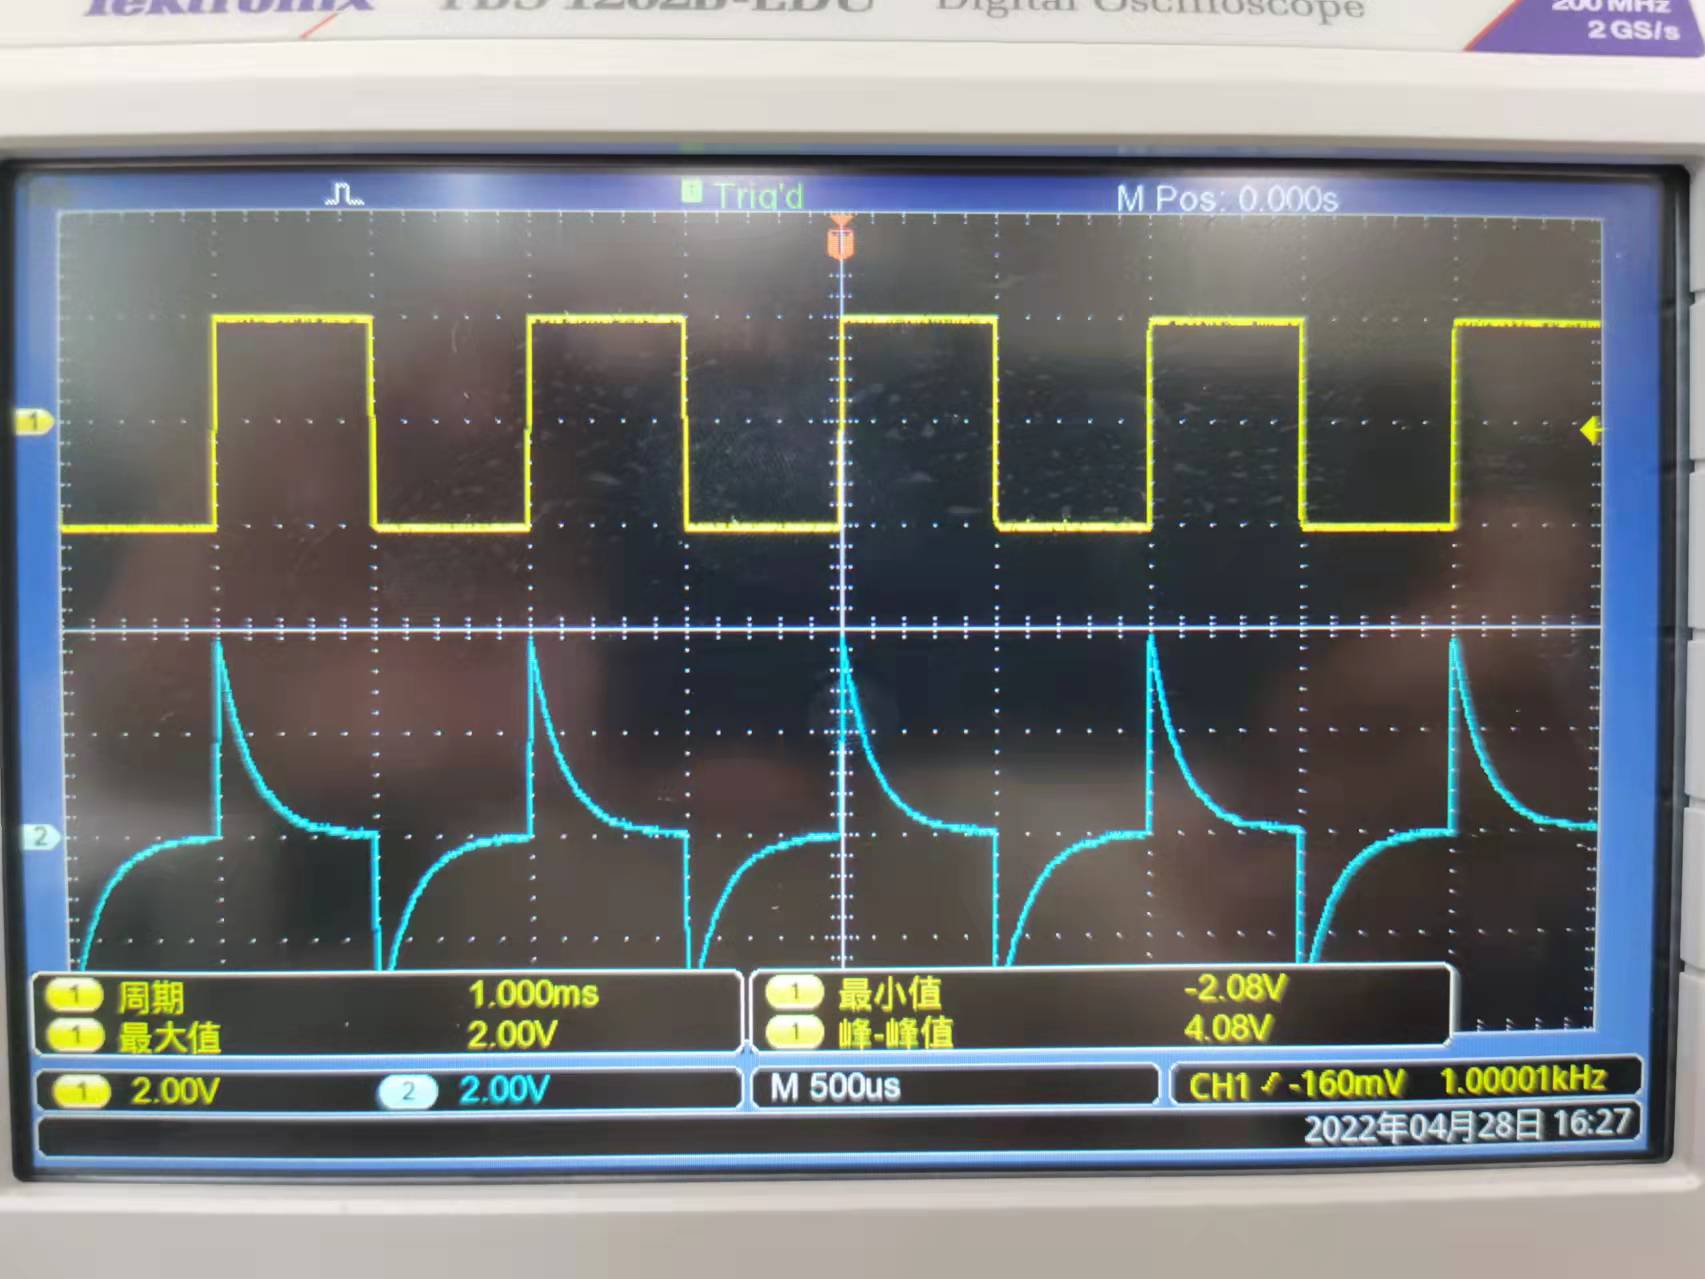 Tektronix TBS 1202B-EDU Digital Oscilloscope
200 MHz
2 GS/s
Trig'd M Pos: 0.000s
1
2
1 周期 1.000ms
1 最大值 2.00V
1 最小值 -2.08V
1 峰-峰值 4.08V
1 2.00V 2 2.00V M 500us CH1 -160mV 1.00001kHz
2022年04月28日 16:27